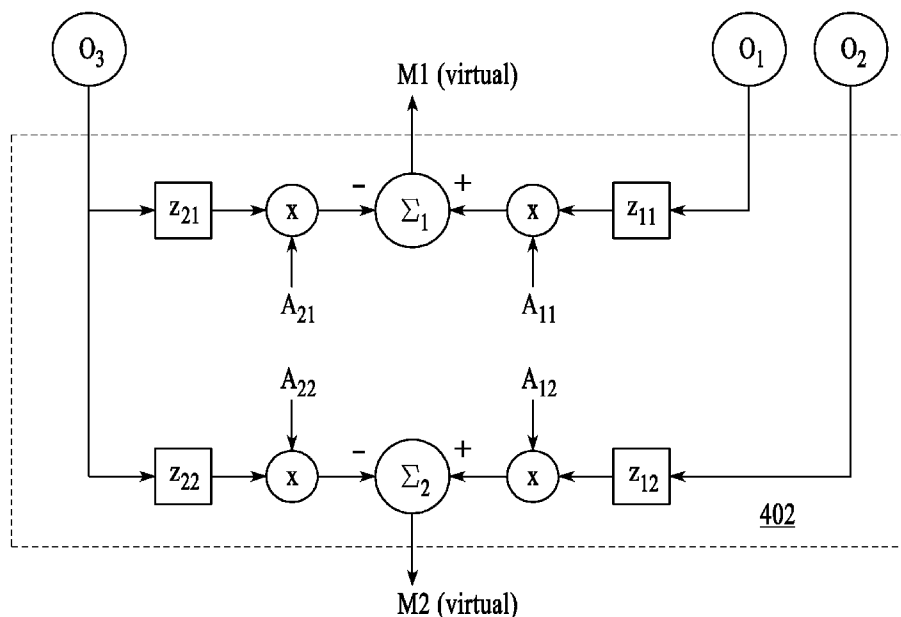 O3
O1
O2
M1 (virtual)
z21
x
−
Σ1
+
x
z11
A21
A11
A22
A12
z22
x
−
Σ2
+
x
z12
402
M2 (virtual)